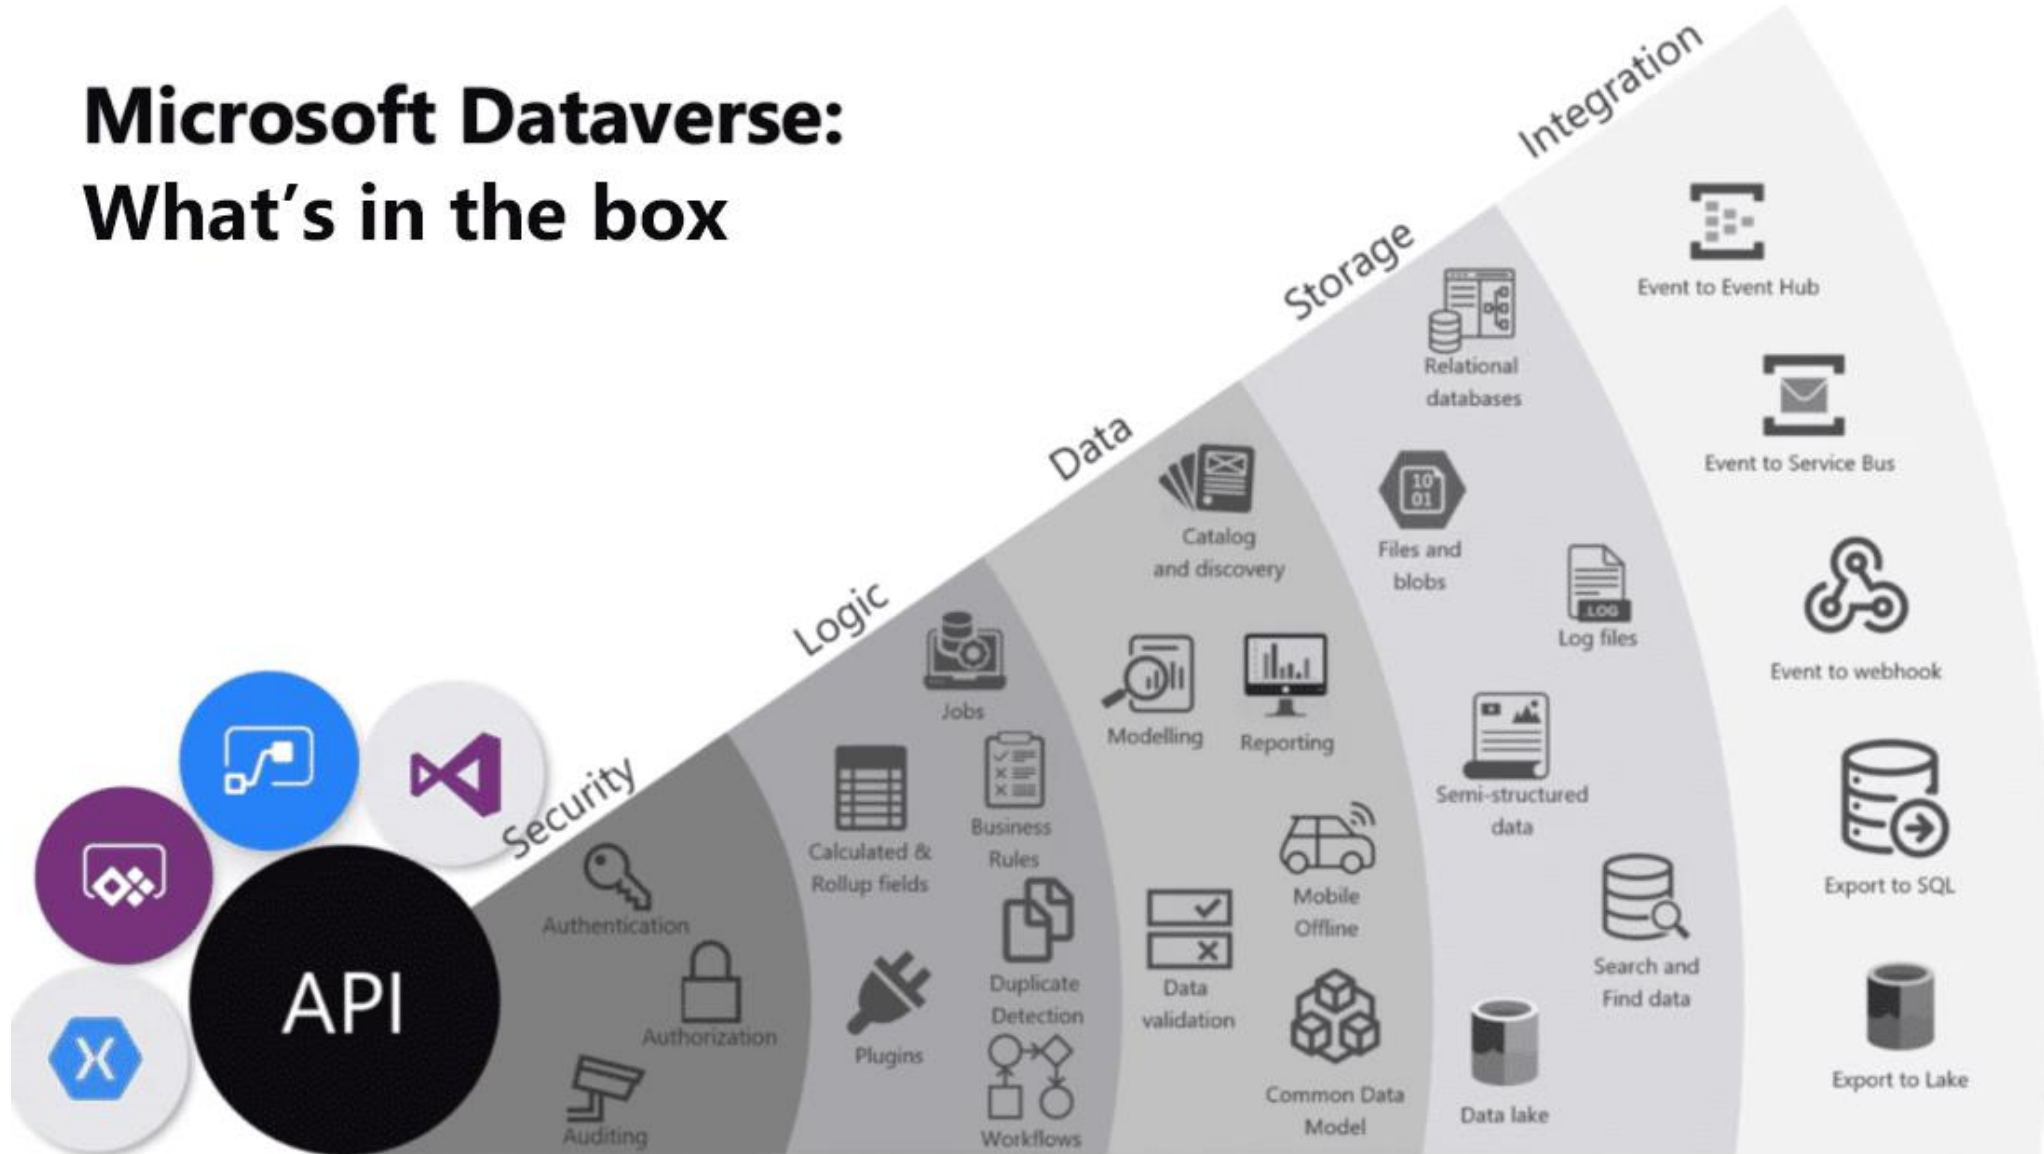 Microsoft Dataverse:
What's in the box
API
Security
Authentication
Authorization
Auditing
Logic
Jobs
Calculated &
Rollup fields
Business
Rules
Plugins
Duplicate
Detection
Workflows
Data
Catalog
and discovery
Modelling
Reporting
Mobile
Offline
Data
validation
Common Data
Model
Storage
Relational
databases
10
01
Files and
blobs
LOG
Log files
Semi-structured
data
Search and
Find data
Data lake
Integration
Event to Event Hub
Event to Service Bus
Event to webhook
Export to SQL
Export to Lake